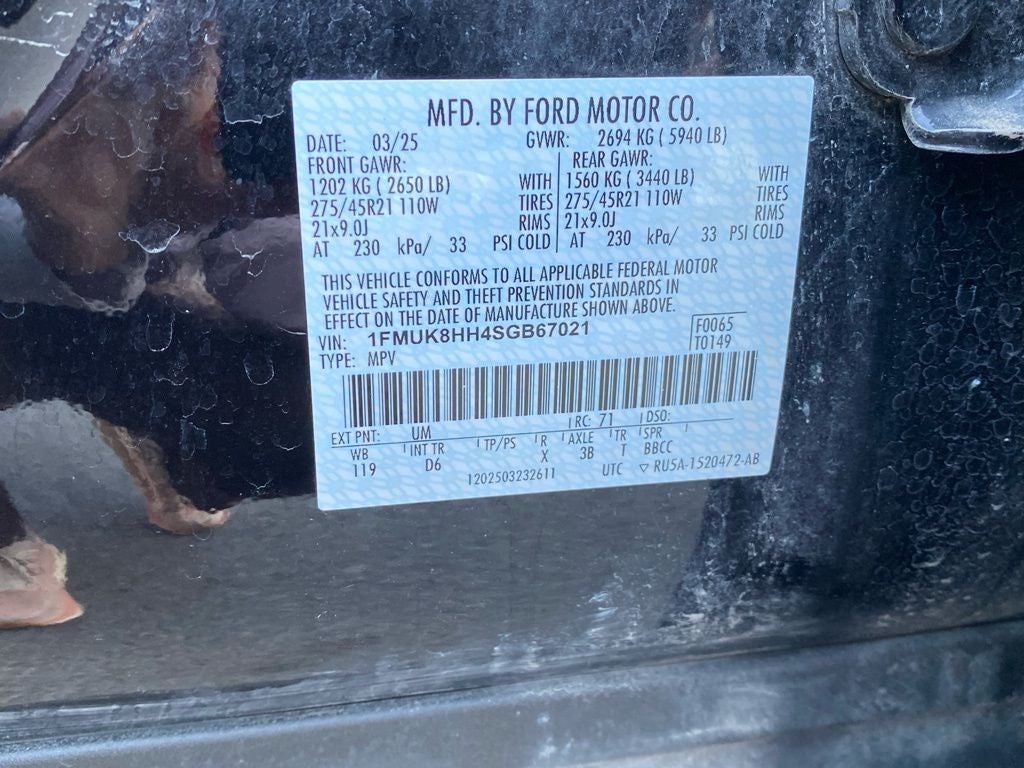 MFD. BY FORD MOTOR CO.
DATE: 03/25 GVWR: 2694 KG ( 5940 LB)
FRONT GAWR: REAR GAWR:
1202 KG ( 2650 LB) WITH 1560 KG ( 3440 LB) WITH
275/45R21 110W TIRES 275/45R21 110W TIRES
21x9.0J RIMS 21x9.0J RIMS
AT 230 kPa/ 33 PSI COLD AT 230 kPa/ 33 PSI COLD
THIS VEHICLE CONFORMS TO ALL APPLICABLE FEDERAL MOTOR
VEHICLE SAFETY AND THEFT PREVENTION STANDARDS IN
EFFECT ON THE DATE OF MANUFACTURE SHOWN ABOVE.
VIN: 1FMUK8HH4SGB67021 F0065
TYPE: MPV T0149
EXT PNT: UM RC: 71 DSO:
WB INT TR TP/PS R AXLE TR SPR
119 D6 X 3B T BBCC
1202503232611 UTC ▽ RU5A-1520472-AB